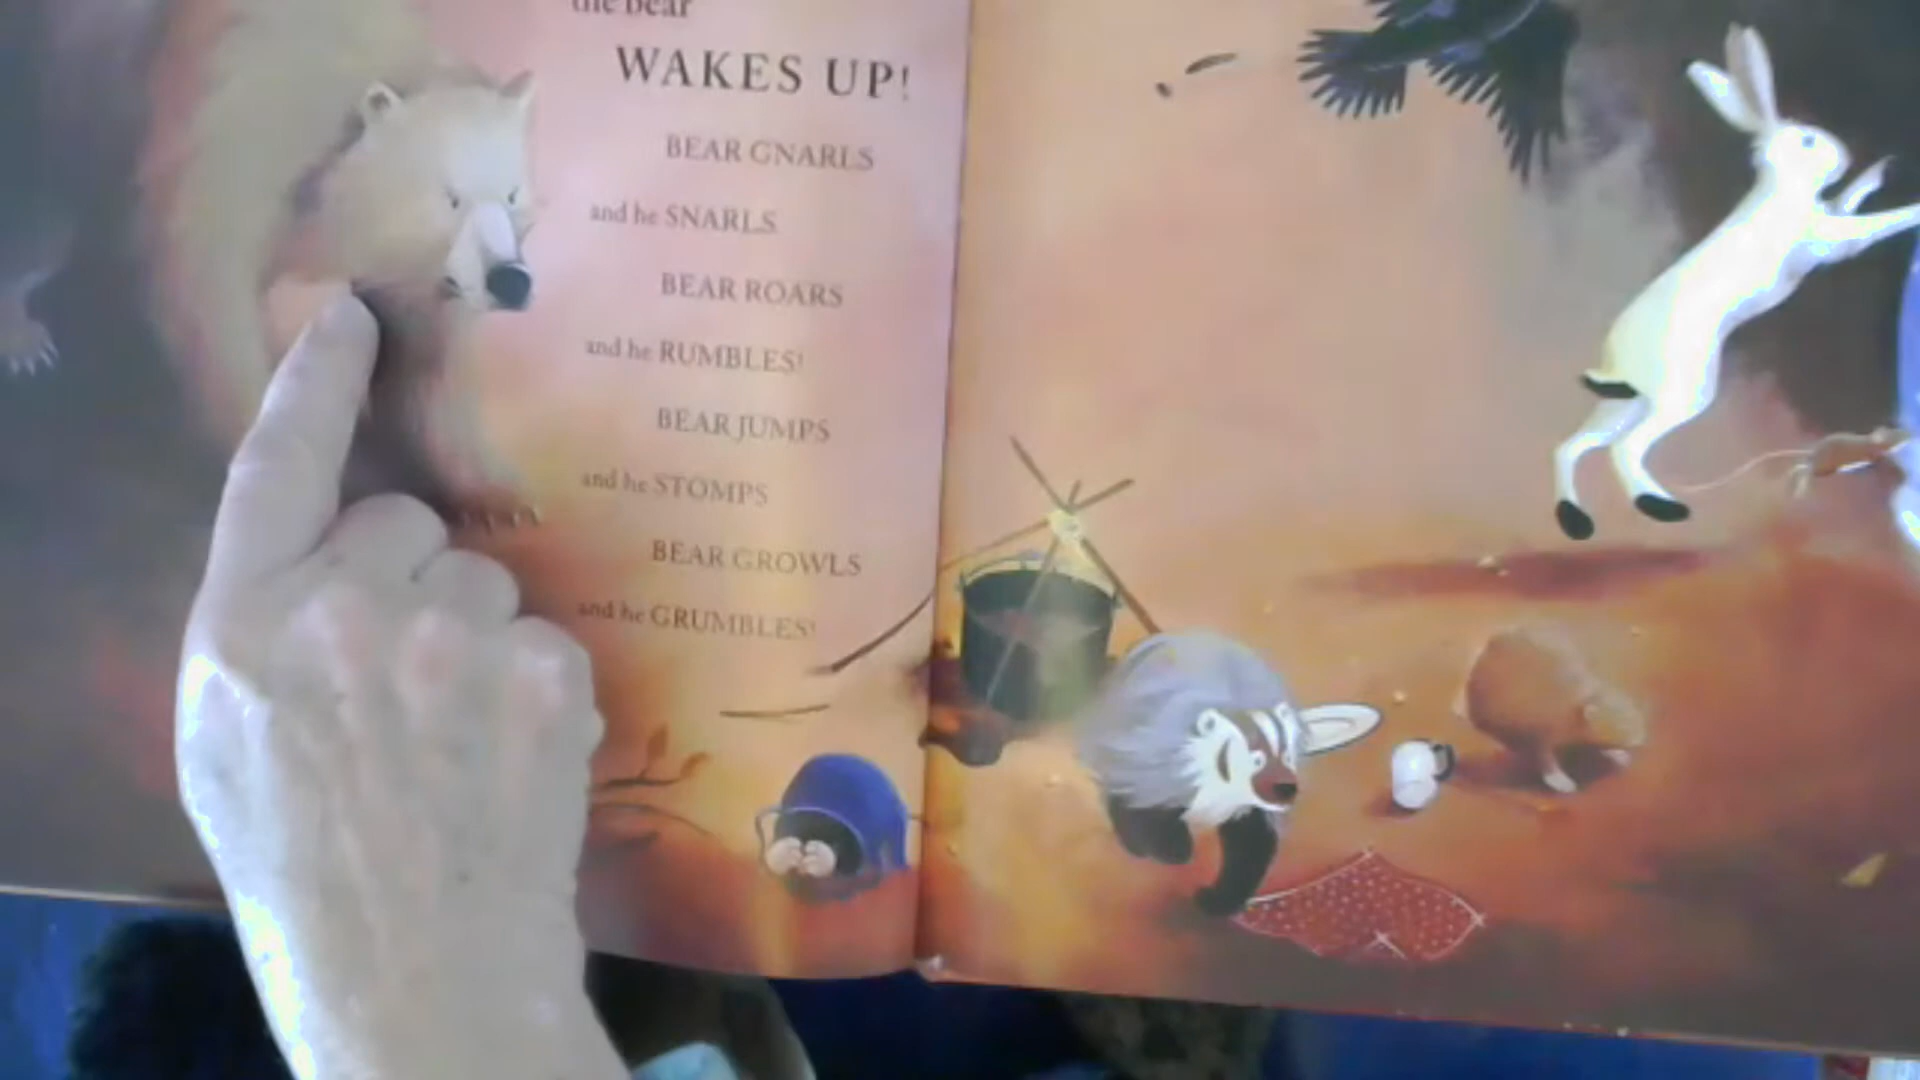 the bear
WAKES UP!
BEAR GNARLS
and he SNARLS
BEAR ROARS
and he RUMBLES!
BEAR JUMPS
and he STOMPS
BEAR GROWLS
and he GRUMBLES!